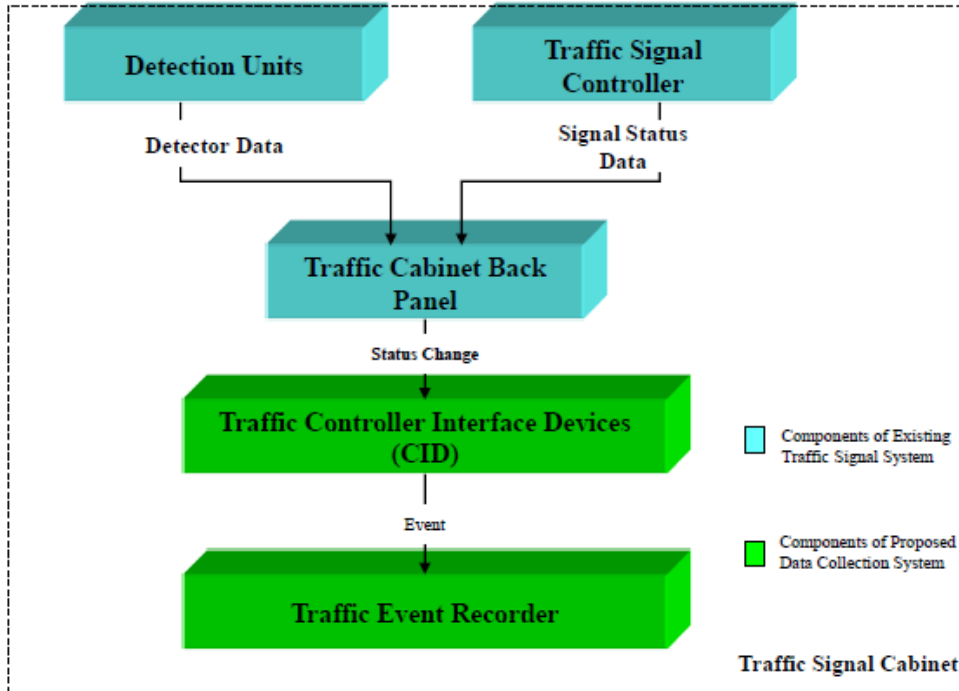 Detection Units
Traffic Signal
Controller
Detector Data
Signal Status
Data
Traffic Cabinet Back
Panel
Status Change
Traffic Controller Interface Devices
(CID)
Components of Existing
Traffic Signal System
Event
Components of Proposed
Data Collection System
Traffic Event Recorder
Traffic Signal Cabinet